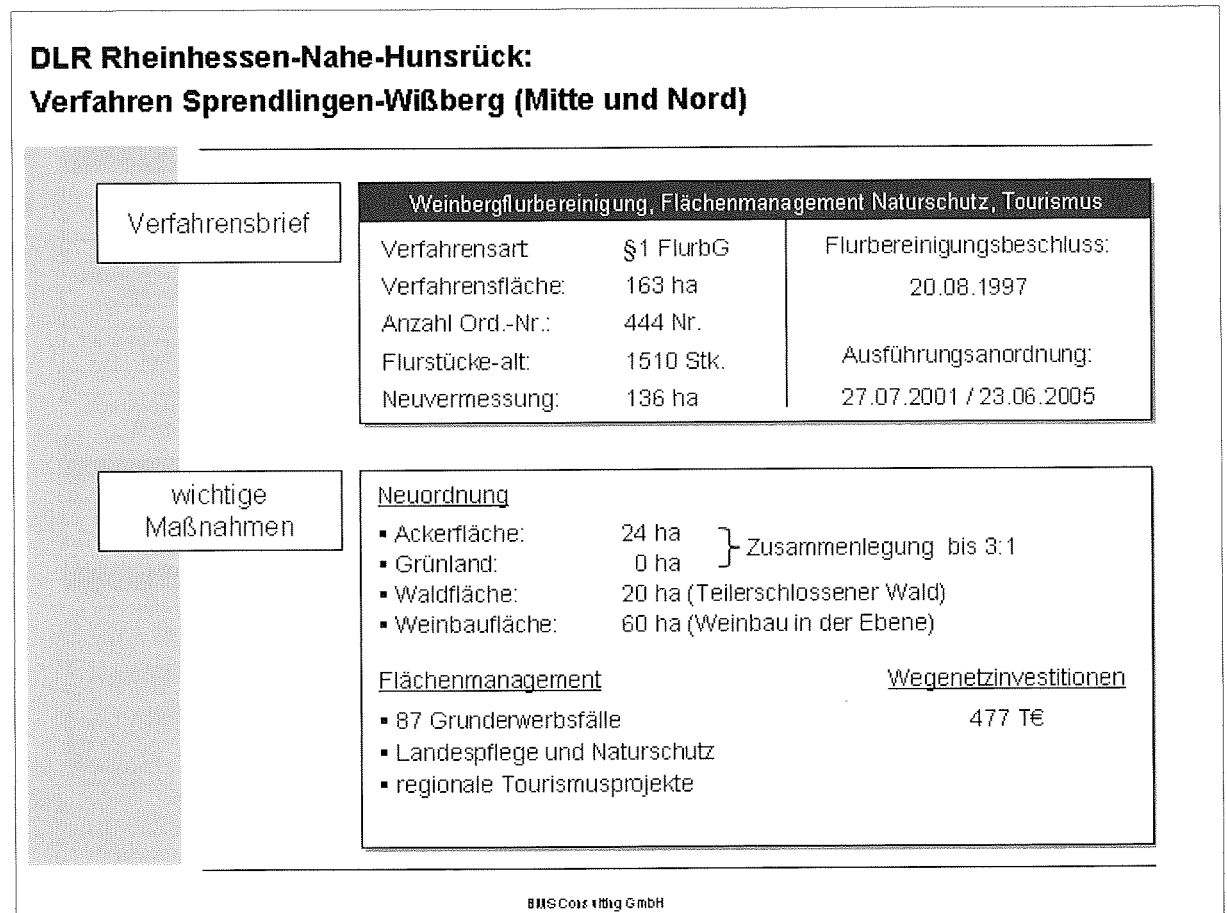 DLR Rheinhessen-Nahe-Hunsrück:
Verfahren Sprendlingen-Wißberg (Mitte und Nord)
Verfahrensbrief
Weinbergflurbereinigung, Flächenmanagement Naturschutz, Tourismus
Verfahrensart §1 FlurbG
Verfahrensfläche: 163 ha
Anzahl Ord.-Nr.: 444 Nr.
Flurstücke-alt: 1510 Stk.
Neuvermessung: 136 ha
Flurbereinigungsbeschluss:
20.08.1997
Ausführungsanordnung:
27.07.2001 / 23.06.2005
wichtige
Maßnahmen
Neuordnung
▪ Ackerfläche: 24 ha
▪ Grünland: 0 ha
Zusammenlegung bis 3:1
▪ Waldfläche: 20 ha (Teilerschlossener Wald)
▪ Weinbaufläche: 60 ha (Weinbau in der Ebene)
Flächenmanagement
▪ 87 Grunderwerbsfälle
▪ Landespflege und Naturschutz
▪ regionale Tourismusprojekte
Wegenetzinvestitionen
477 T€
BMS Consulting GmbH